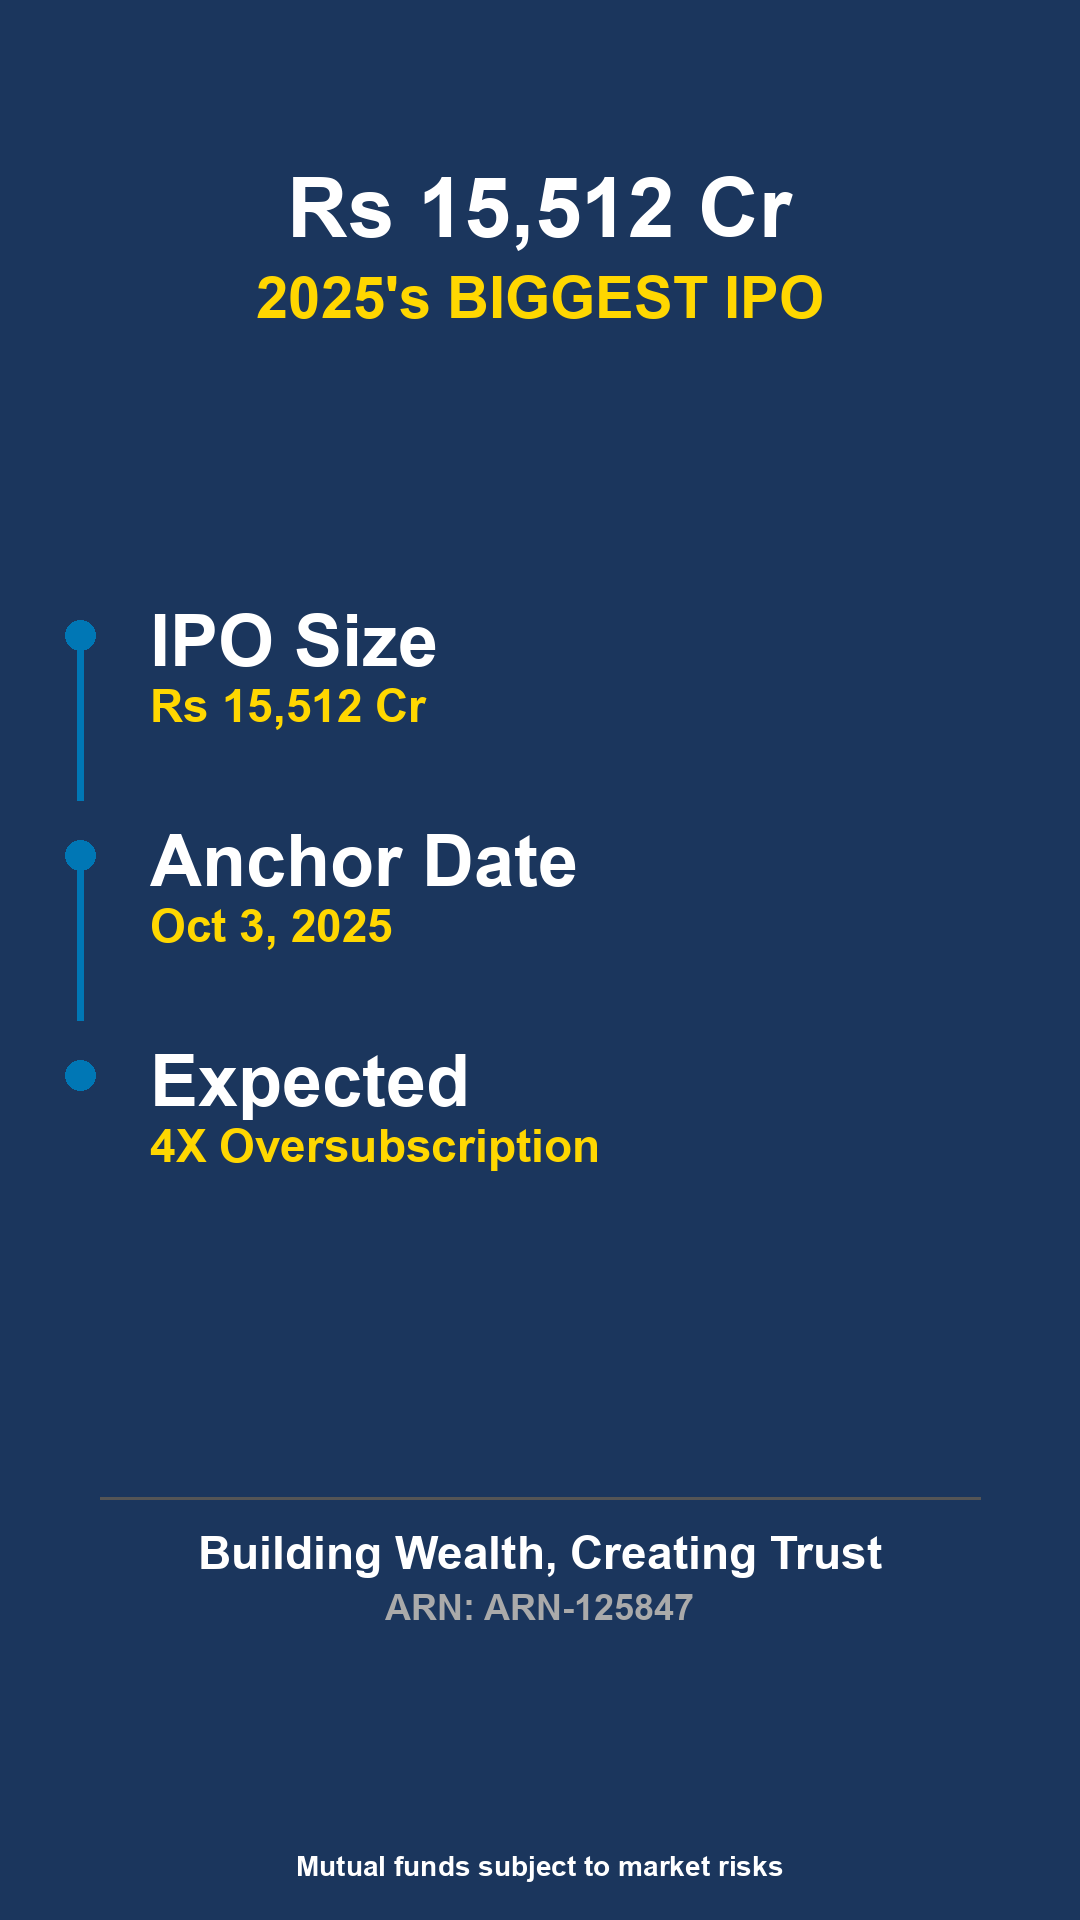 Rs 15,512 Cr
2025's BIGGEST IPO
IPO Size
Rs 15,512 Cr
Anchor Date
Oct 3, 2025
Expected
4X Oversubscription
Building Wealth, Creating Trust
ARN: ARN-125847
Mutual funds subject to market risks